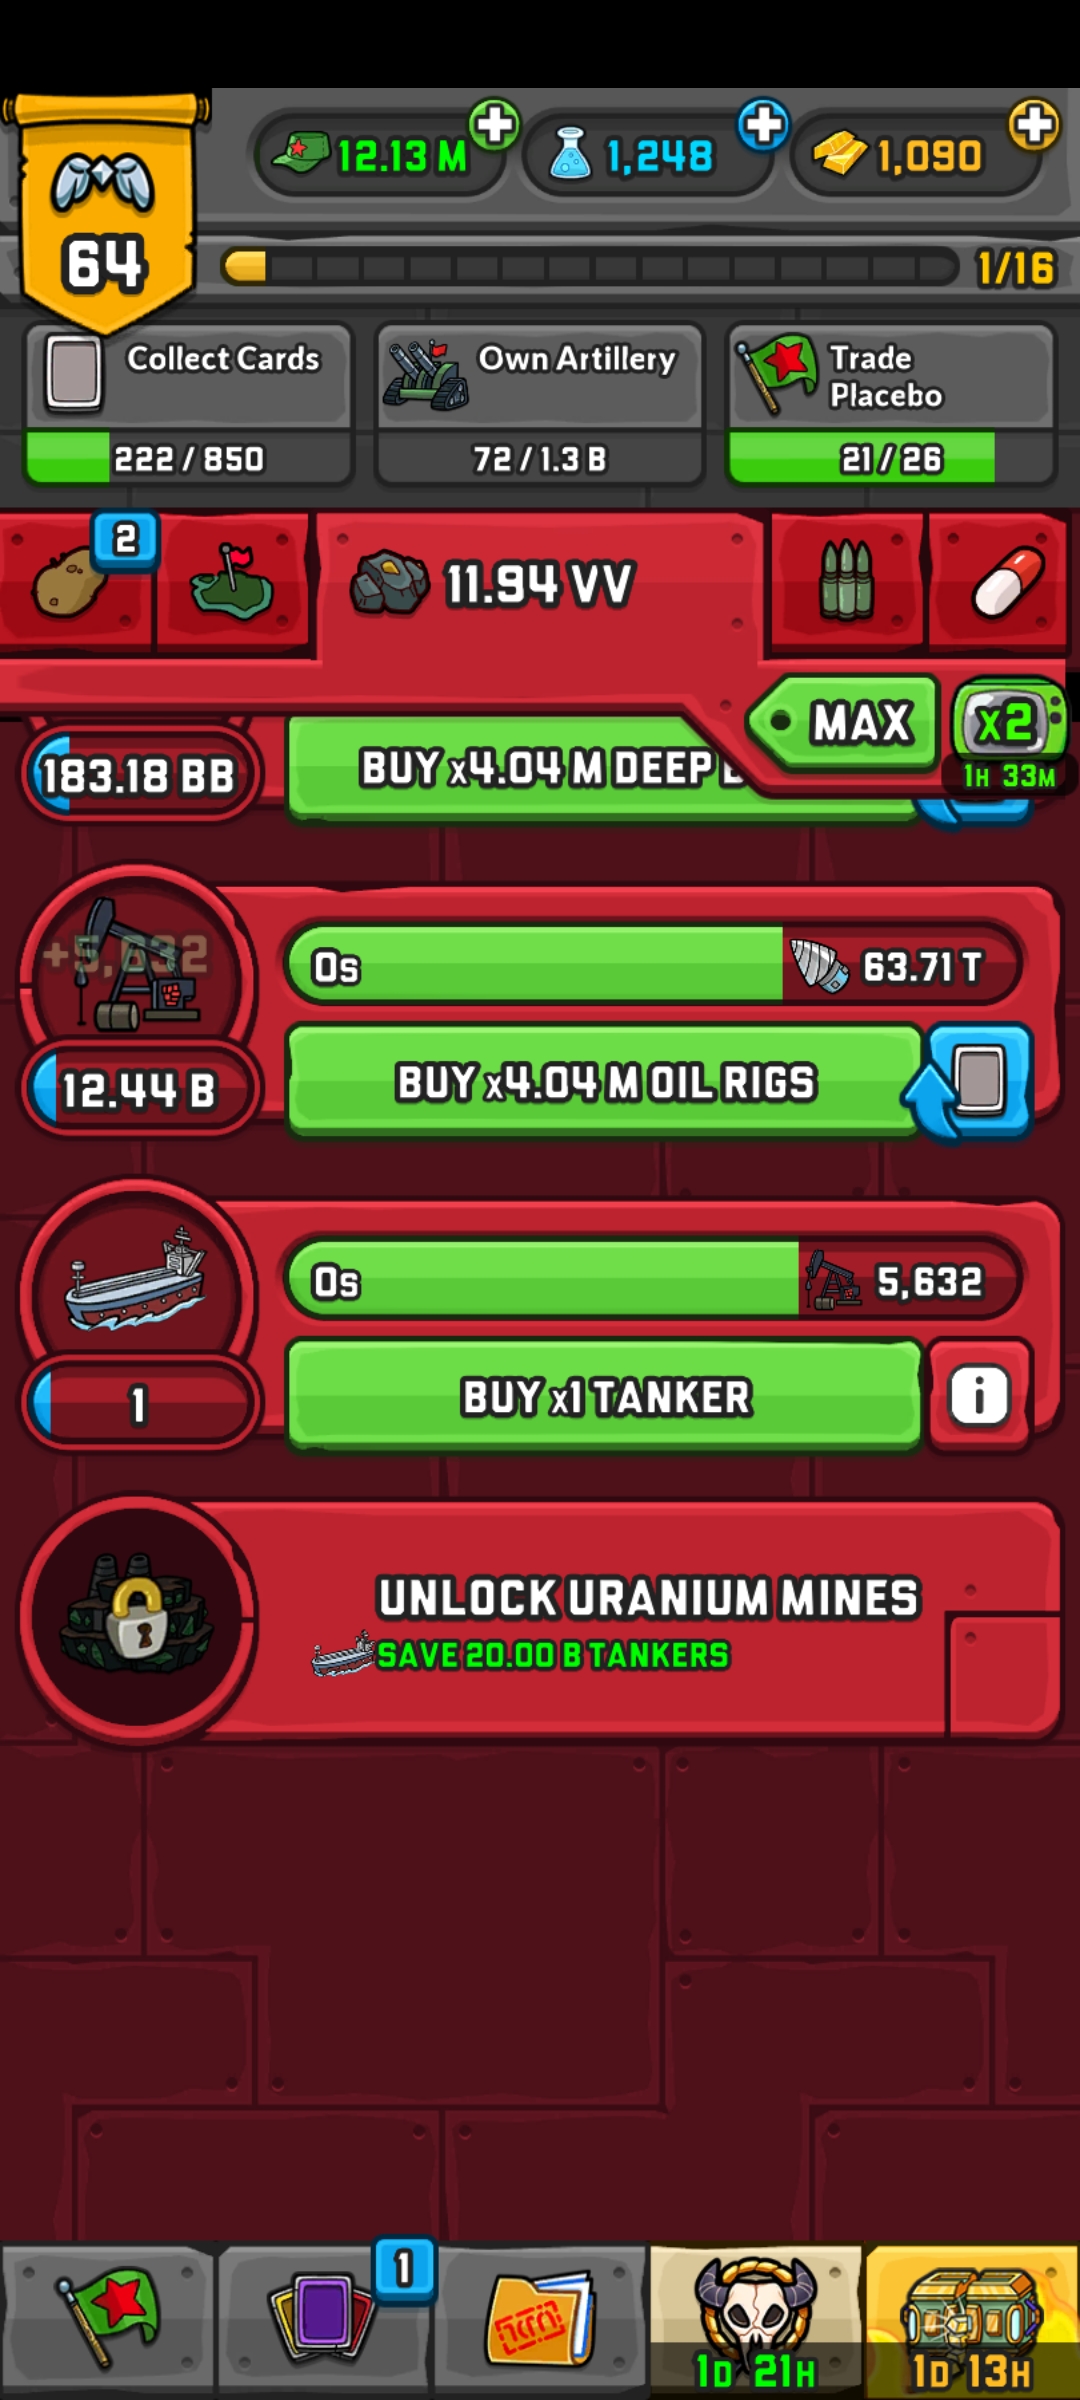 12.13 M
1,248
1,090
64
1/16
Collect Cards
222 / 850
Own Artillery
72 / 1.3 B
Trade
Placebo
21 / 26
2
11.94 VV
MAX
X2
1H 33M
183.18 BB
BUY x4.04 M DEEP
+5,632
0s
63.71 T
12.44 B
BUY x4.04 M OIL RIGS
0s
5,632
1
BUY x1 TANKER
i
UNLOCK URANIUM MINES
SAVE 20.00 B TANKERS
1
1D 21H
1D 13H